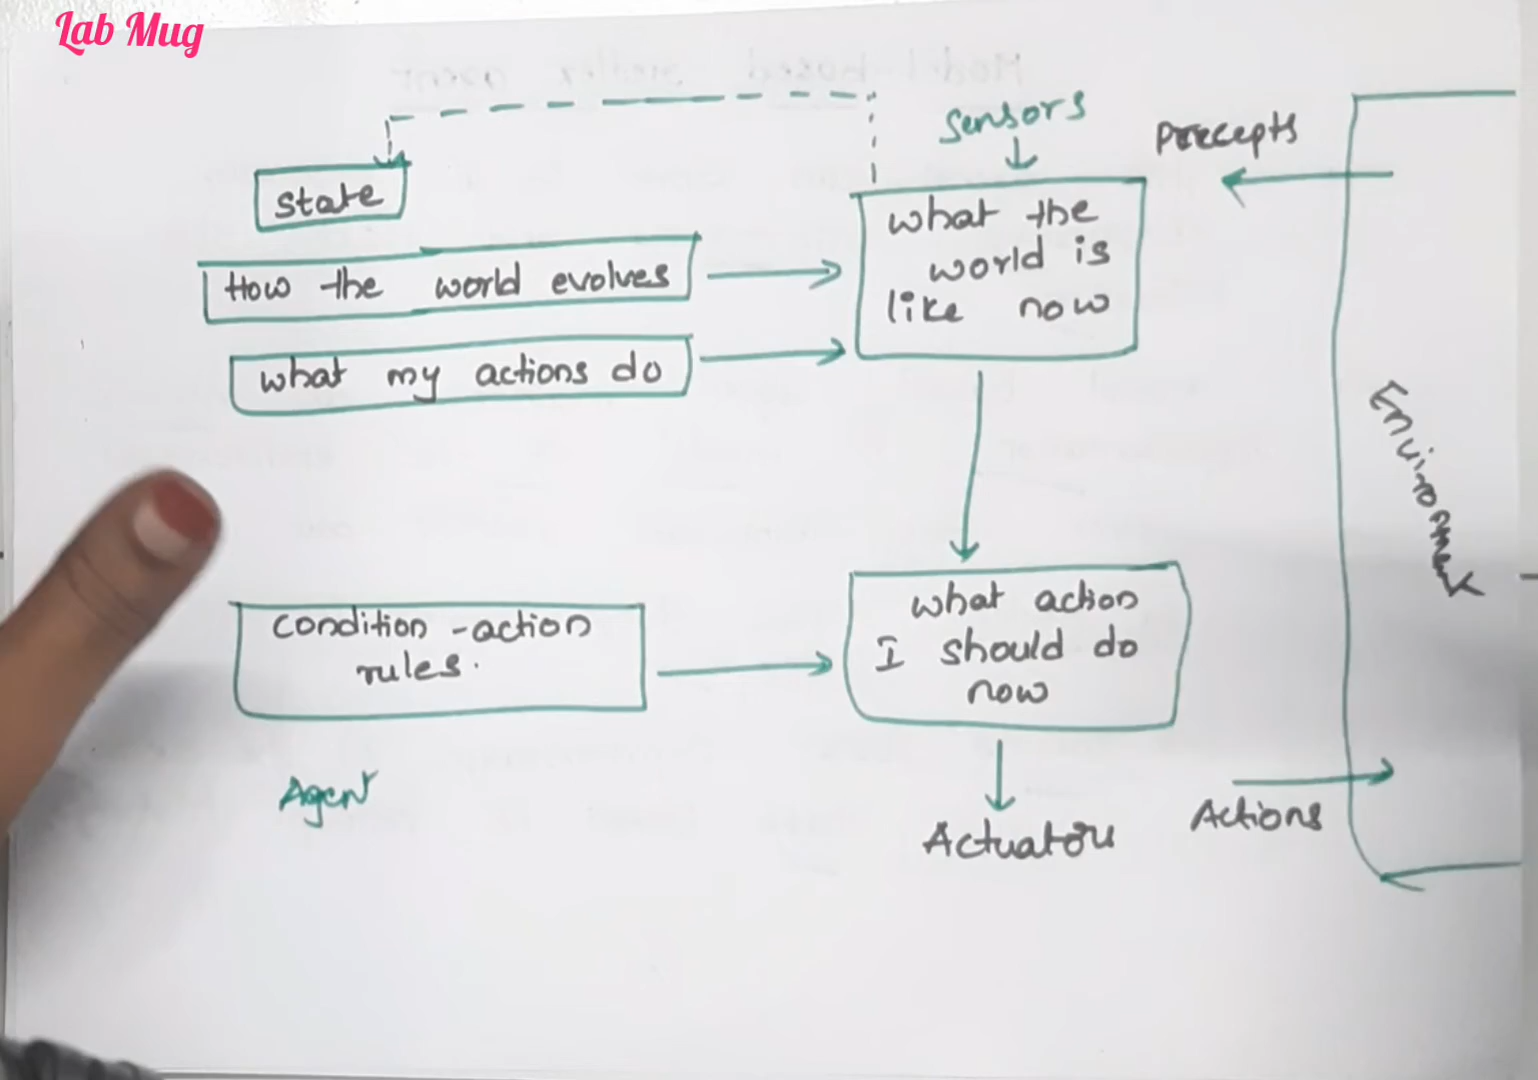 Lab Mug
Sensors
Precepts
state
what the
world is
like now
How the world evolves
what my actions do
Environment
condition - action
rules.
what action
I should do
now
Agent
Actions
Actuators